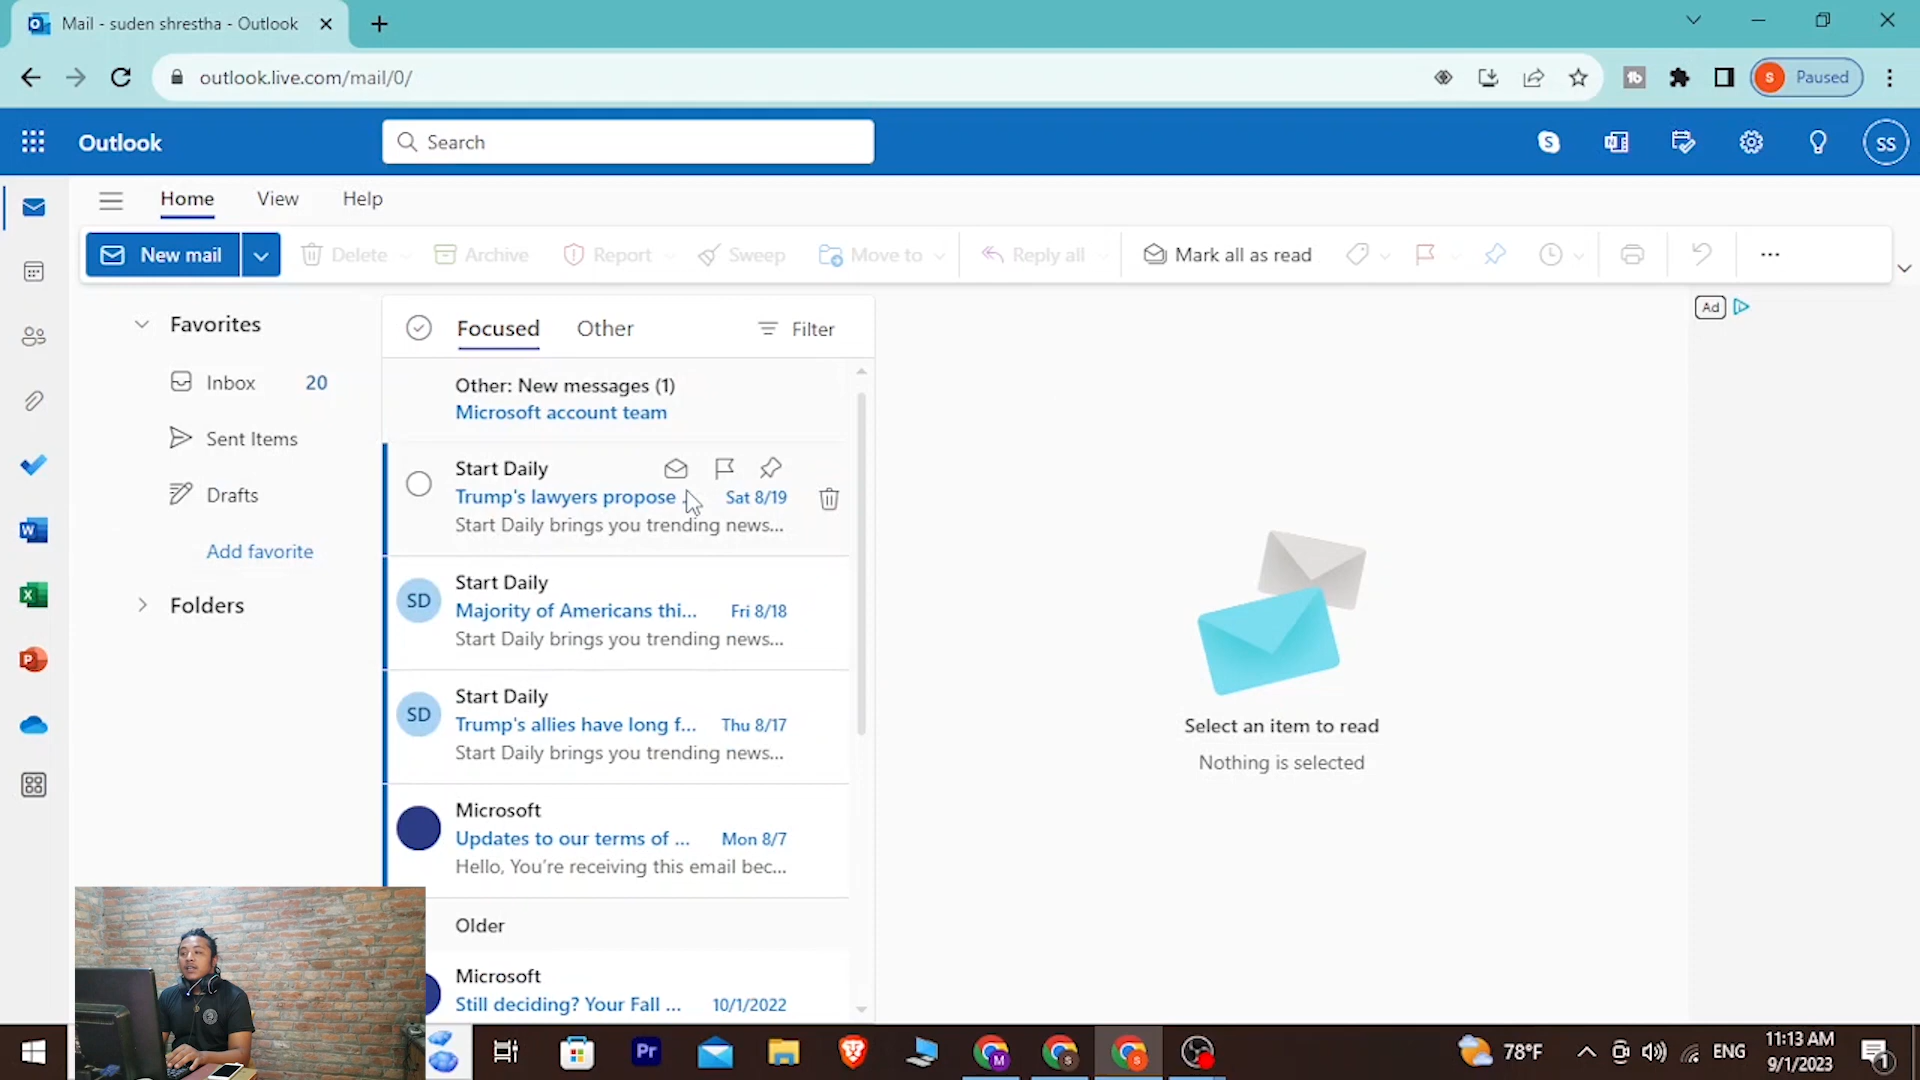 Mail - suden shrestha - Outlook
outlook.live.com/mail/0/
S Paused
Outlook
Search
SS
Home View Help
New mail Delete Archive Report Sweep Move to Reply all Mark all as read
Favorites
Inbox 20
Sent Items
Drafts
Add favorite
Folders
Focused Other Filter
Other: New messages (1)
Microsoft account team
Start Daily
Trump's lawyers propose ... Sat 8/19
Start Daily brings you trending news...
SD
Start Daily
Majority of Americans thi... Fri 8/18
Start Daily brings you trending news...
SD
Start Daily
Trump's allies have long f... Thu 8/17
Start Daily brings you trending news...
Microsoft
Updates to our terms of ... Mon 8/7
Hello, You're receiving this email bec...
Older
Microsoft
Still deciding? Your Fall ... 10/1/2022
Ad
Select an item to read
Nothing is selected
Pr
78°F
ENG
11:13 AM
9/1/2023
1